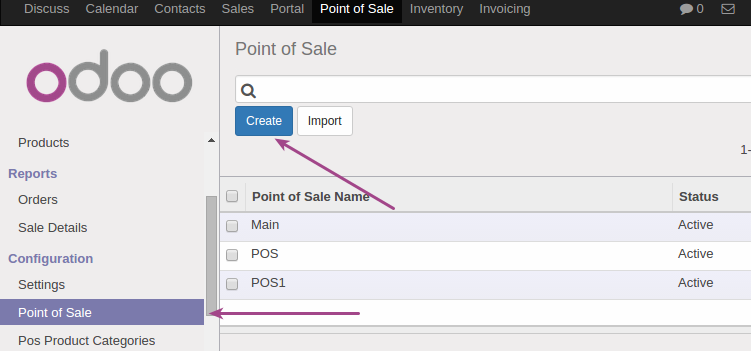 Discuss Calendar Contacts Sales Portal Point of Sale Inventory Invoicing 0
odoo
Point of Sale
Create Import
1-
Products
Reports
Orders
Sale Details
Configuration
Settings
Point of Sale
Pos Product Categories
Point of Sale Name Status
Main Active
POS Active
POS1 Active